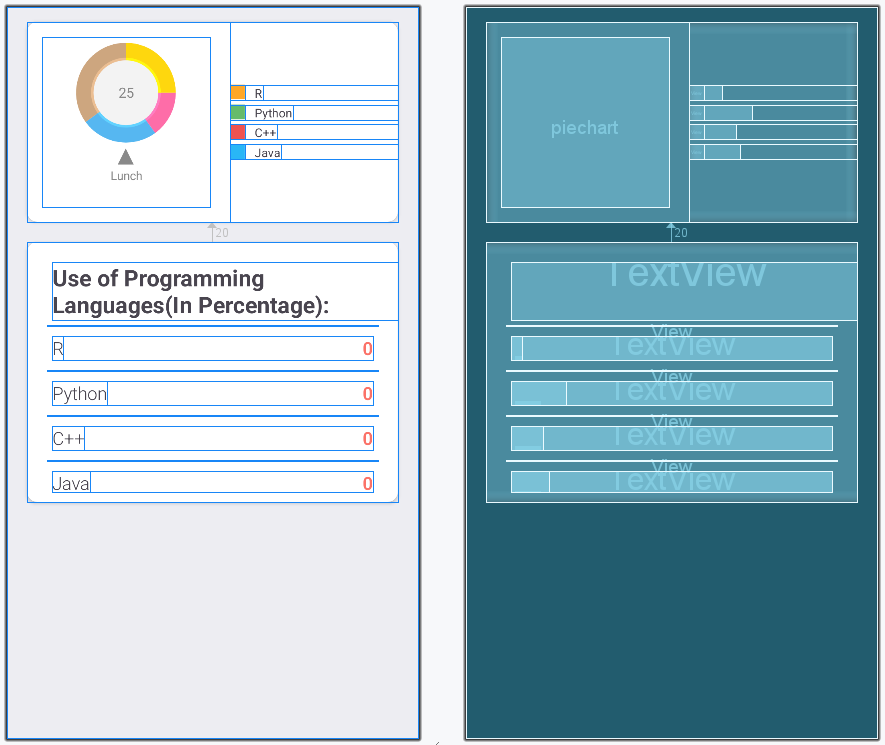 25
Lunch
R
Python
C++
Java
20
Use of Programming
Languages(In Percentage):
R 0
Python 0
C++ 0
Java 0
piechart
20
TextView
View
TextView
View
TextView
View
TextView
View
TextView